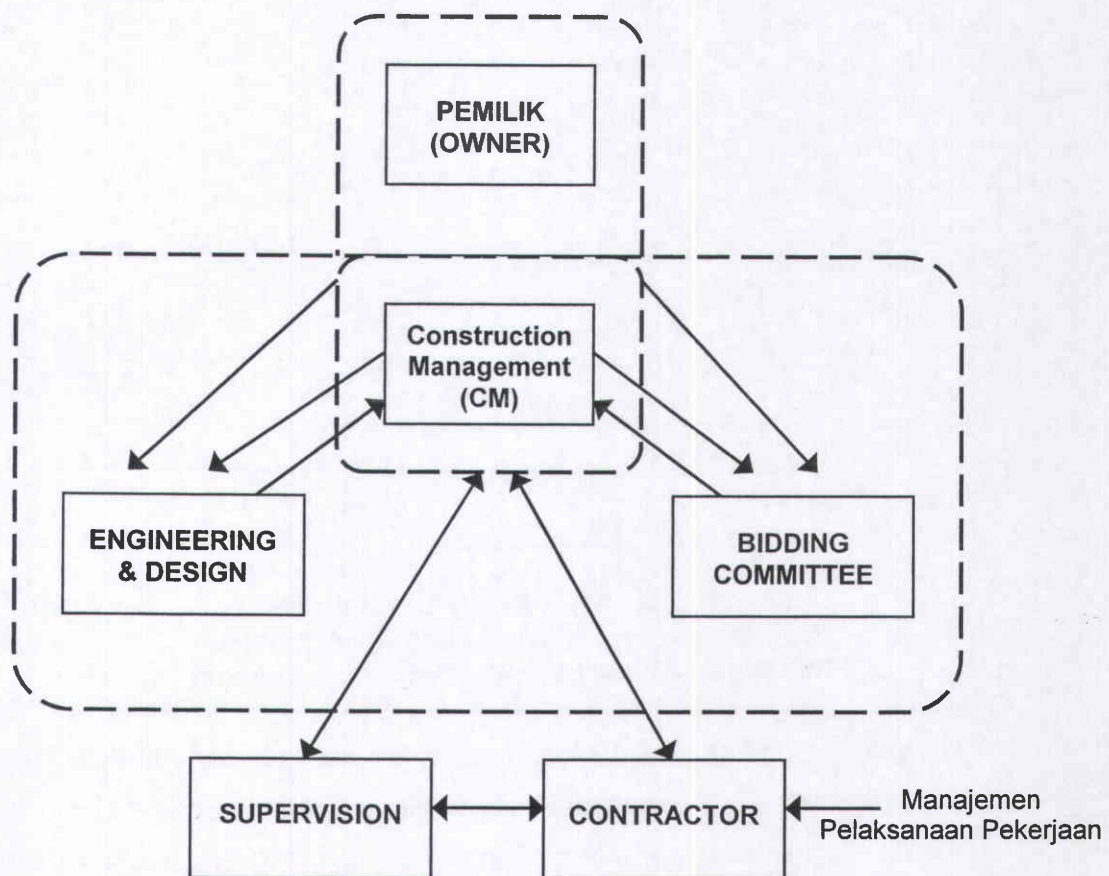 PEMILIK
(OWNER)
Construction
Management
(CM)
ENGINEERING
& DESIGN
BIDDING
COMMITTEE
SUPERVISION
CONTRACTOR
Manajemen
Pelaksanaan Pekerjaan